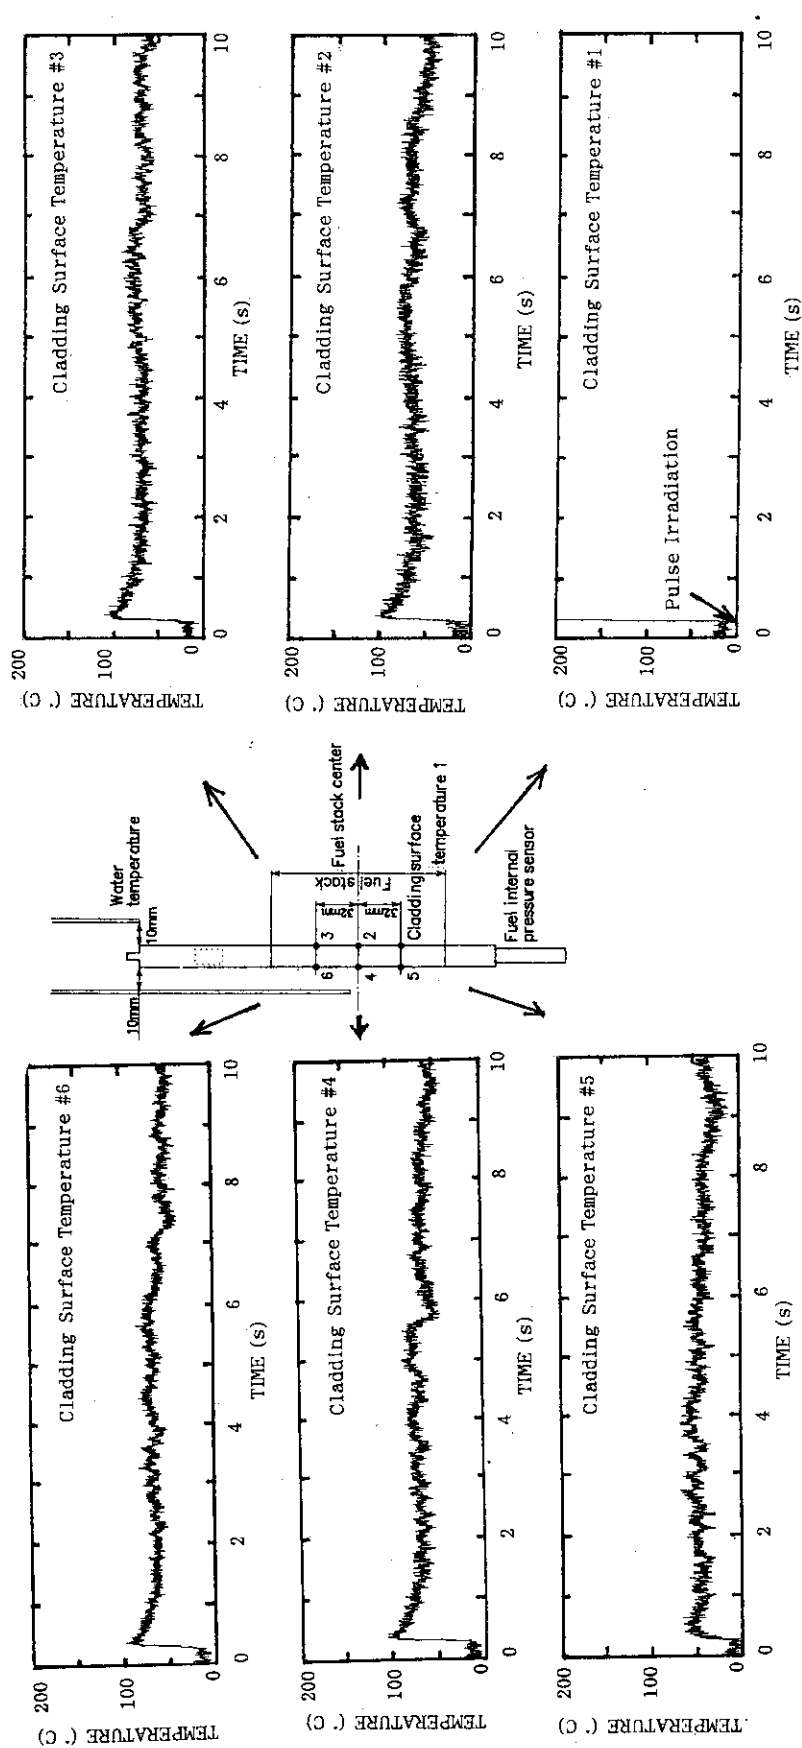 TEMPERATURE (°C)
200
100
0
Cladding Surface Temperature #6
0
2
4
6
8
10
TIME (s)
TEMPERATURE (°C)
200
100
0
Cladding Surface Temperature #4
0
2
4
6
8
10
TIME (s)
TEMPERATURE (°C)
200
100
0
Cladding Surface Temperature #5
0
2
4
6
8
10
TIME (s)
10mm
10mm
Water
temperature
6
3
4
2
5
32mm
32mm
Fuel stack
Fuel stack center
Cladding surface
temperature 1
Fuel internal
pressure sensor
TEMPERATURE (°C)
200
100
0
Cladding Surface Temperature #3
0
2
4
6
8
10
TIME (s)
TEMPERATURE (°C)
200
100
0
Cladding Surface Temperature #2
0
2
4
6
8
10
TIME (s)
TEMPERATURE (°C)
200
100
0
Cladding Surface Temperature #1
Pulse Irradiation
0
2
4
6
8
10
TIME (s)